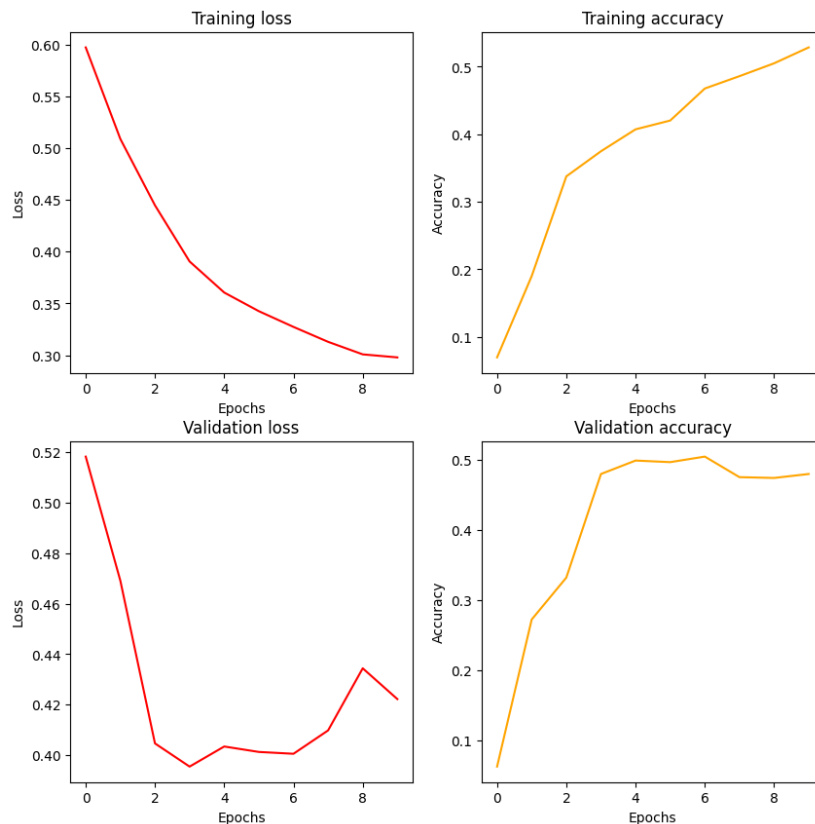 Training loss
Training accuracy
0.60
0.55
0.50
0.45
0.40
0.35
0.30
Loss
0 2 4 6 8
Epochs
0.5
0.4
0.3
0.2
0.1
Accuracy
0 2 4 6 8
Epochs
Validation loss
Validation accuracy
0.52
0.50
0.48
0.46
0.44
0.42
0.40
Loss
0 2 4 6 8
Epochs
0.5
0.4
0.3
0.2
0.1
Accuracy
0 2 4 6 8
Epochs